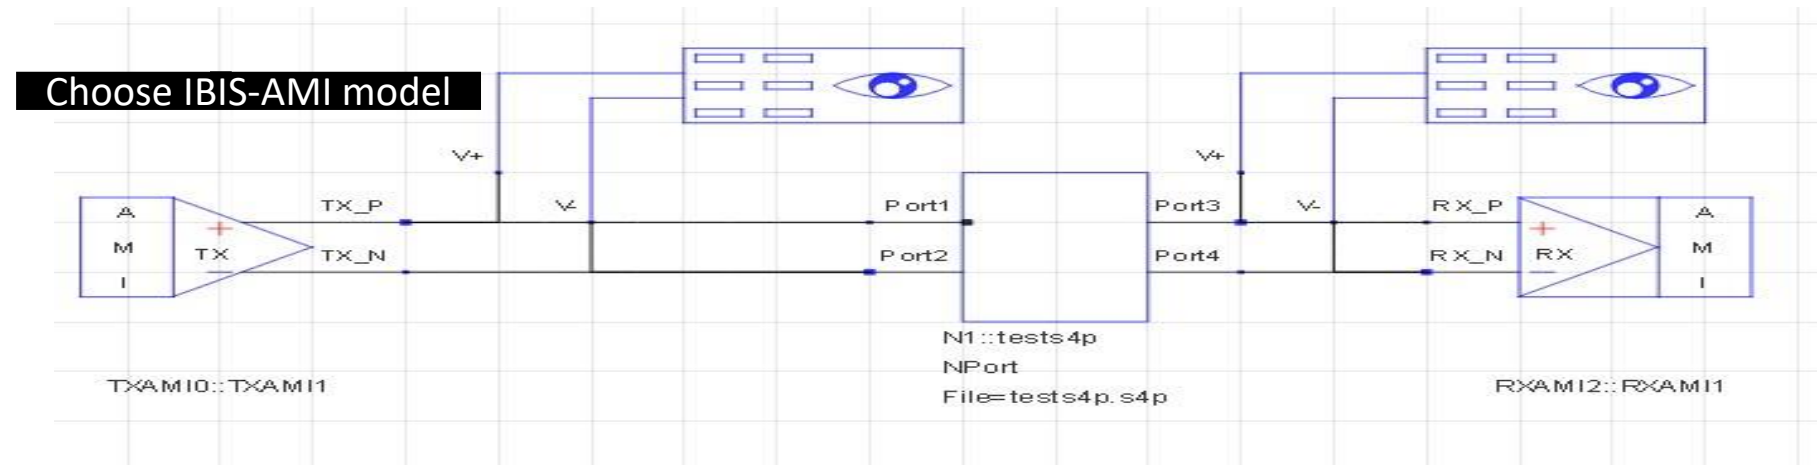 Choose IBIS-AMI model
V+
V+
TX_P
V-
Port1
Port3
V-
RX_P
A
M
I
TX
A
M
I
RX
TX_N
Port2
Port4
RX_N
N1::tests4p
NPort
File=tests4p.s4p
TXAMI0::TXAMI1
RXAMI2::RXAMI1